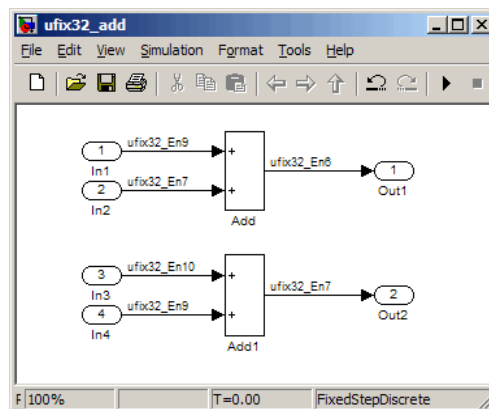 ufix32_add
File Edit View Simulation Format Tools Help
1 ufix32_En9 +
In1
2 ufix32_En7 +
In2
Add
ufix32_En6 1
Out1
3 ufix32_En10 +
In3
4 ufix32_En9 +
In4
Add1
ufix32_En7 2
Out2
F 100% T=0.00 FixedStepDiscrete